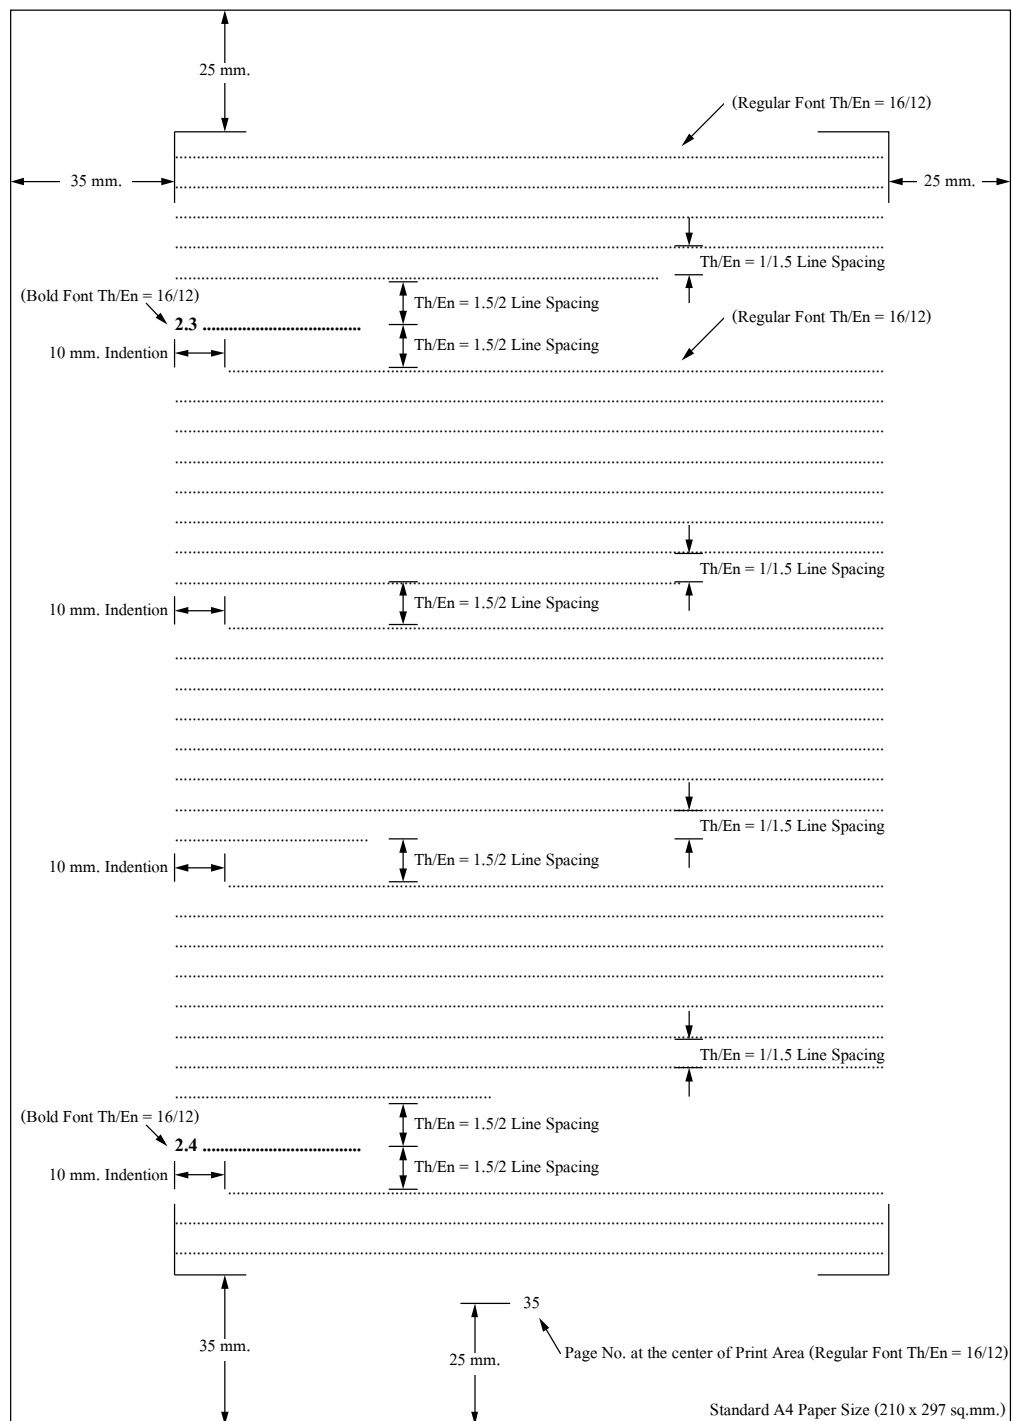 25 mm.
(Regular Font Th/En = 16/12)
35 mm.
25 mm.
Th/En = 1/1.5 Line Spacing
(Bold Font Th/En = 16/12)
Th/En = 1.5/2 Line Spacing
2.3
(Regular Font Th/En = 16/12)
10 mm. Indention
Th/En = 1.5/2 Line Spacing
Th/En = 1/1.5 Line Spacing
10 mm. Indention
Th/En = 1.5/2 Line Spacing
Th/En = 1/1.5 Line Spacing
10 mm. Indention
Th/En = 1.5/2 Line Spacing
Th/En = 1/1.5 Line Spacing
(Bold Font Th/En = 16/12)
Th/En = 1.5/2 Line Spacing
2.4
10 mm. Indention
Th/En = 1.5/2 Line Spacing
35
35 mm.
25 mm.
Page No. at the center of Print Area (Regular Font Th/En = 16/12)
Standard A4 Paper Size (210 x 297 sq.mm.)